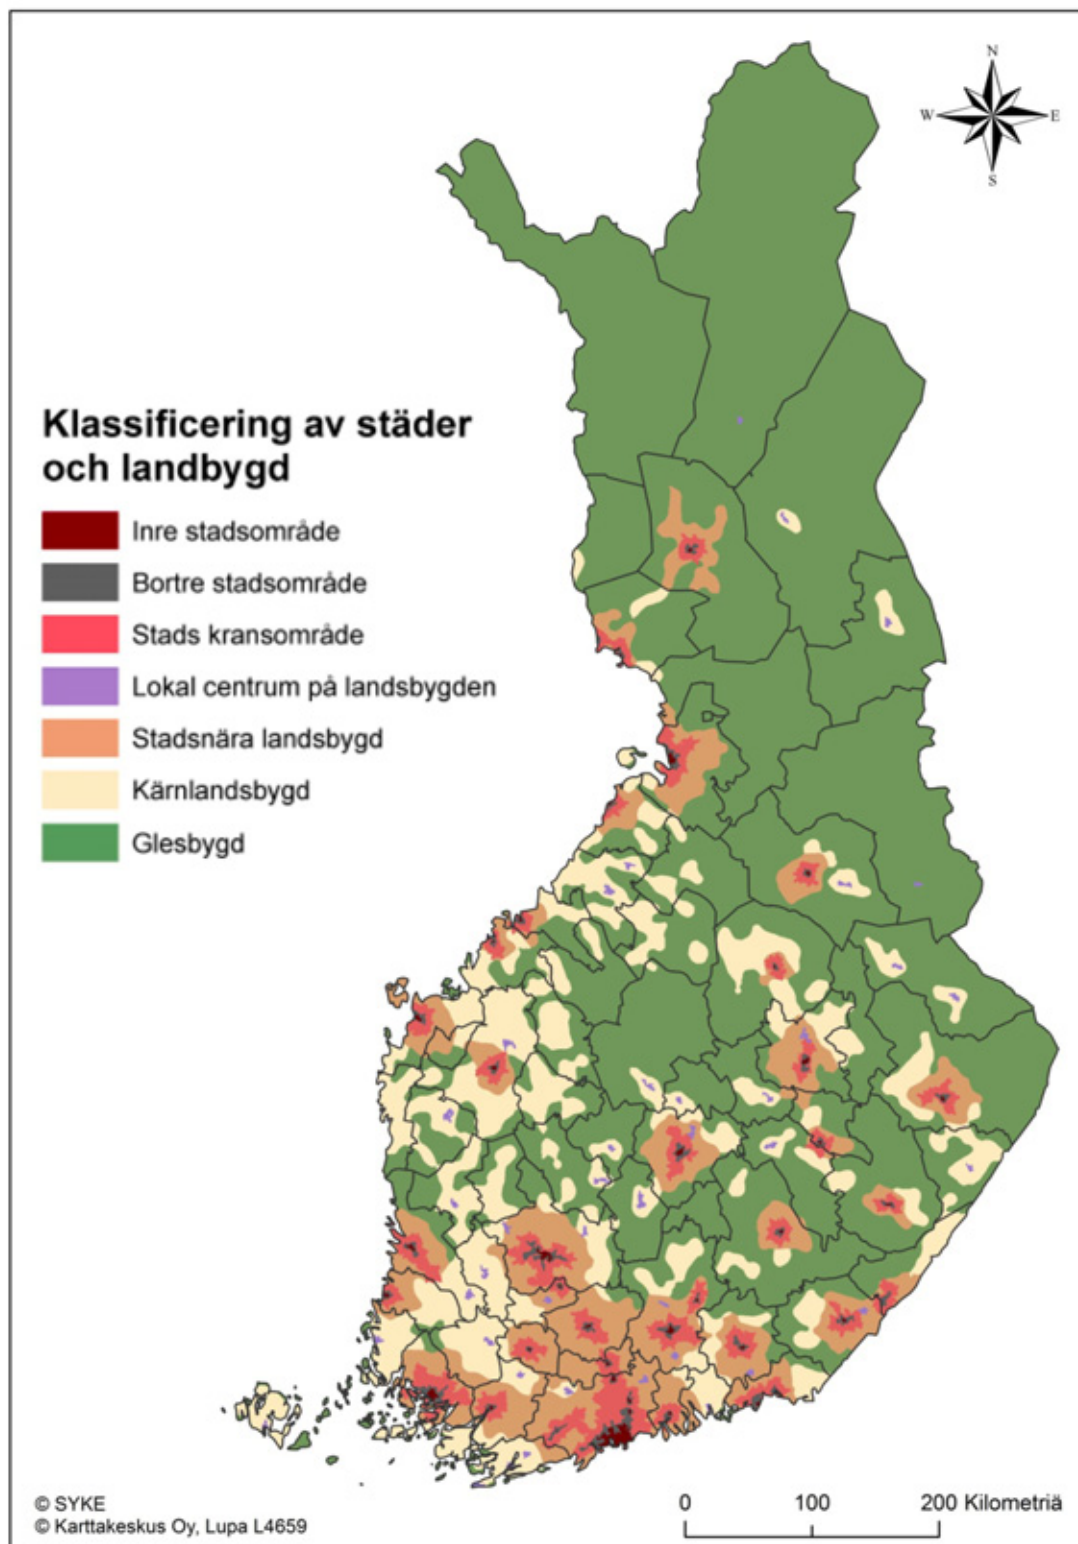 N
W E
S
Klassificering av städer
och landbygd
Inre stadsområde
Bortre stadsområde
Stads kransområde
Lokal centrum på landsbygden
Stadsnära landsbygd
Kärnlandsbygd
Glesbygd
0 100 200 Kilometriä
© SYKE
© Karttakeskus Oy, Lupa L4659